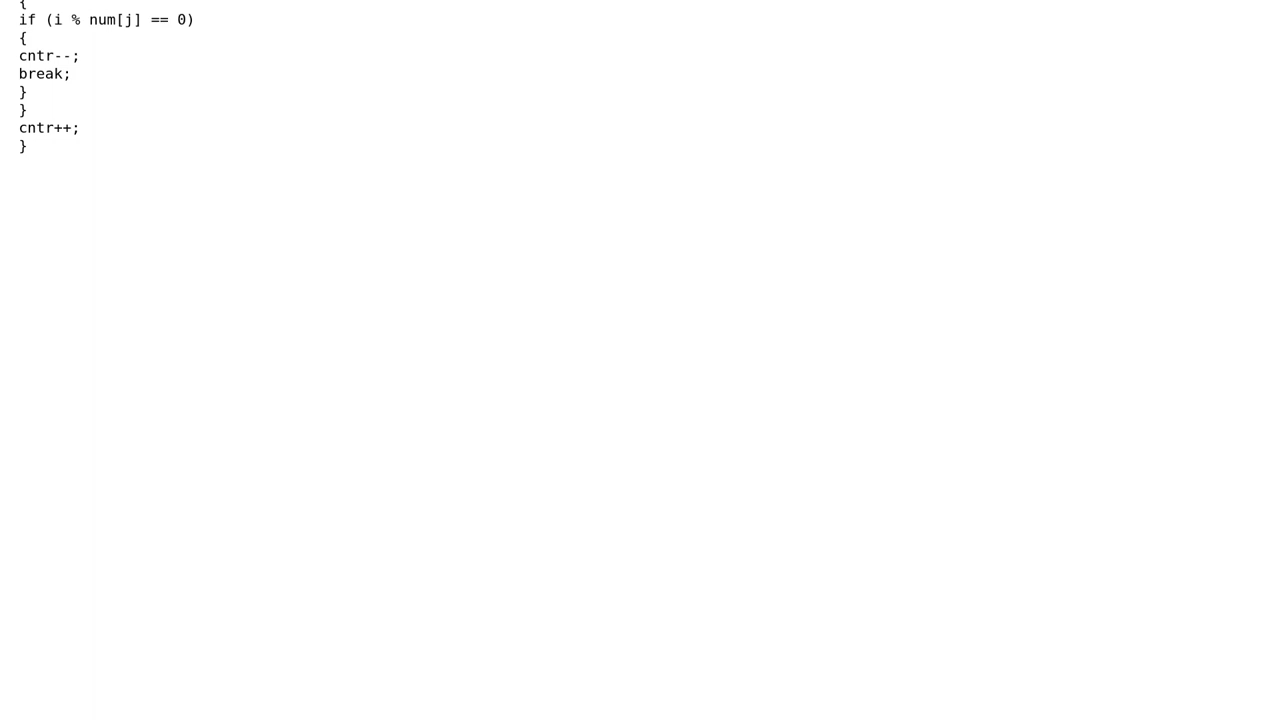 {
if (i % num[j] == 0)
{
cntr--;
break;
}
}
cntr++;
}